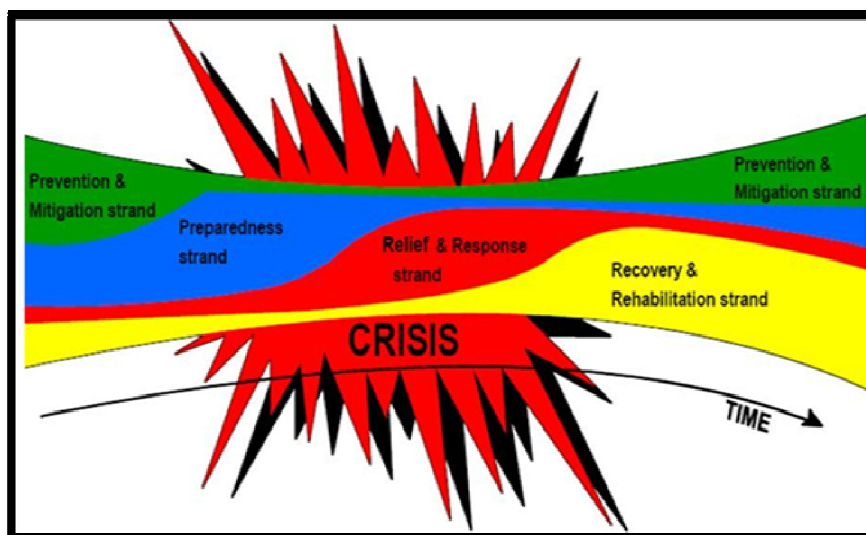 Prevention &
Mitigation strand
Preparedness
strand
Relief & Response
strand
Prevention &
Mitigation strand
Recovery &
Rehabilitation strand
CRISIS
TIME